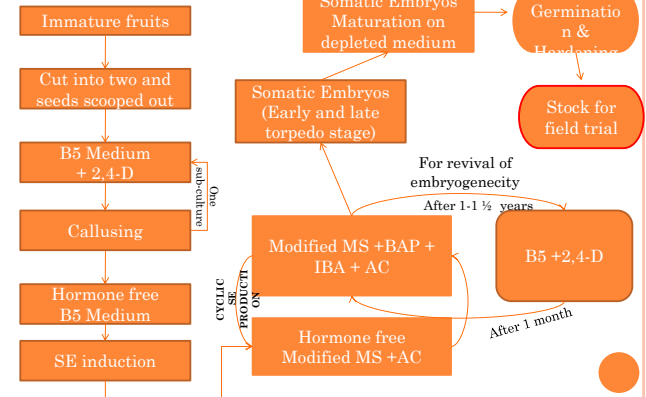 Immature fruits
Cut into two and
seeds scooped out
B5 Medium
+ 2,4-D
One
sub-culture
Callusing
Hormone free
B5 Medium
SE induction
Somatic Embryos
Maturation on
depleted medium
Germinatio
n &
Hardening
Stock for
field trial
Somatic Embryos
(Early and late
torpedo stage)
For revival of
embryogenecity
After 1-1 ½ years
Modified MS +BAP +
IBA + AC
B5 +2,4-D
CYCLIC
SE
PRODUCTI
ON
After 1 month
Hormone free
Modified MS +AC